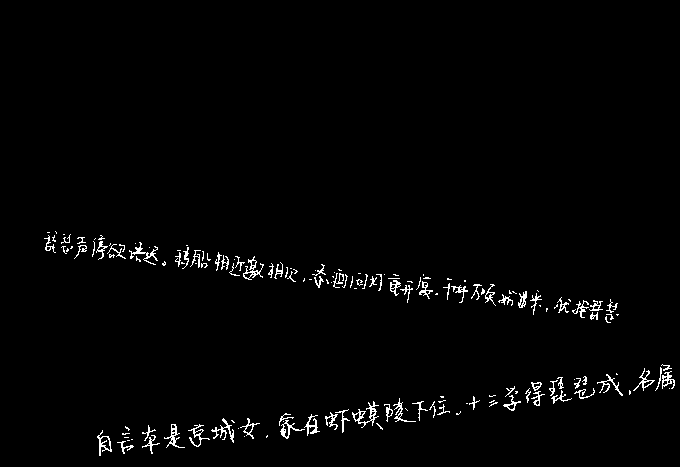 琵琶声停欲语迟。移船相近邀相见,添酒回灯重开宴。千呼万唤始出来,犹抱琵琶
自言本是京城女,家在虾蟆陵下住。十三学得琵琶成,名属